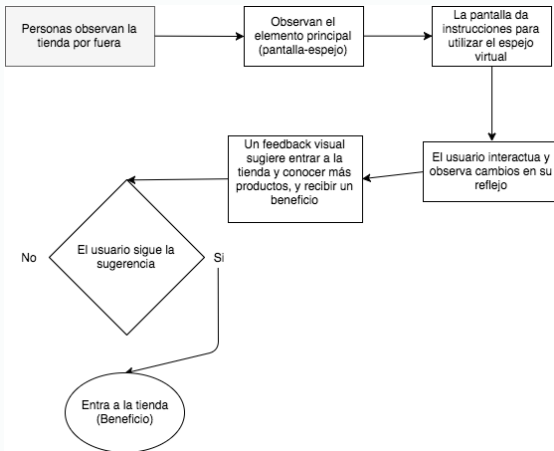 Personas observan la
tienda por fuera
Observan el
elemento principal
(pantalla-espejo)
La pantalla da
instrucciones para
utilizar el espejo
virtual
El usuario interactua y
observa cambios en su
reflejo
Un feedback visual
sugiere entrar a la
tienda y conocer más
productos, y recibir un
beneficio
El usuario sigue la
sugerencia
No
Si
Entra a la tienda
(Beneficio)